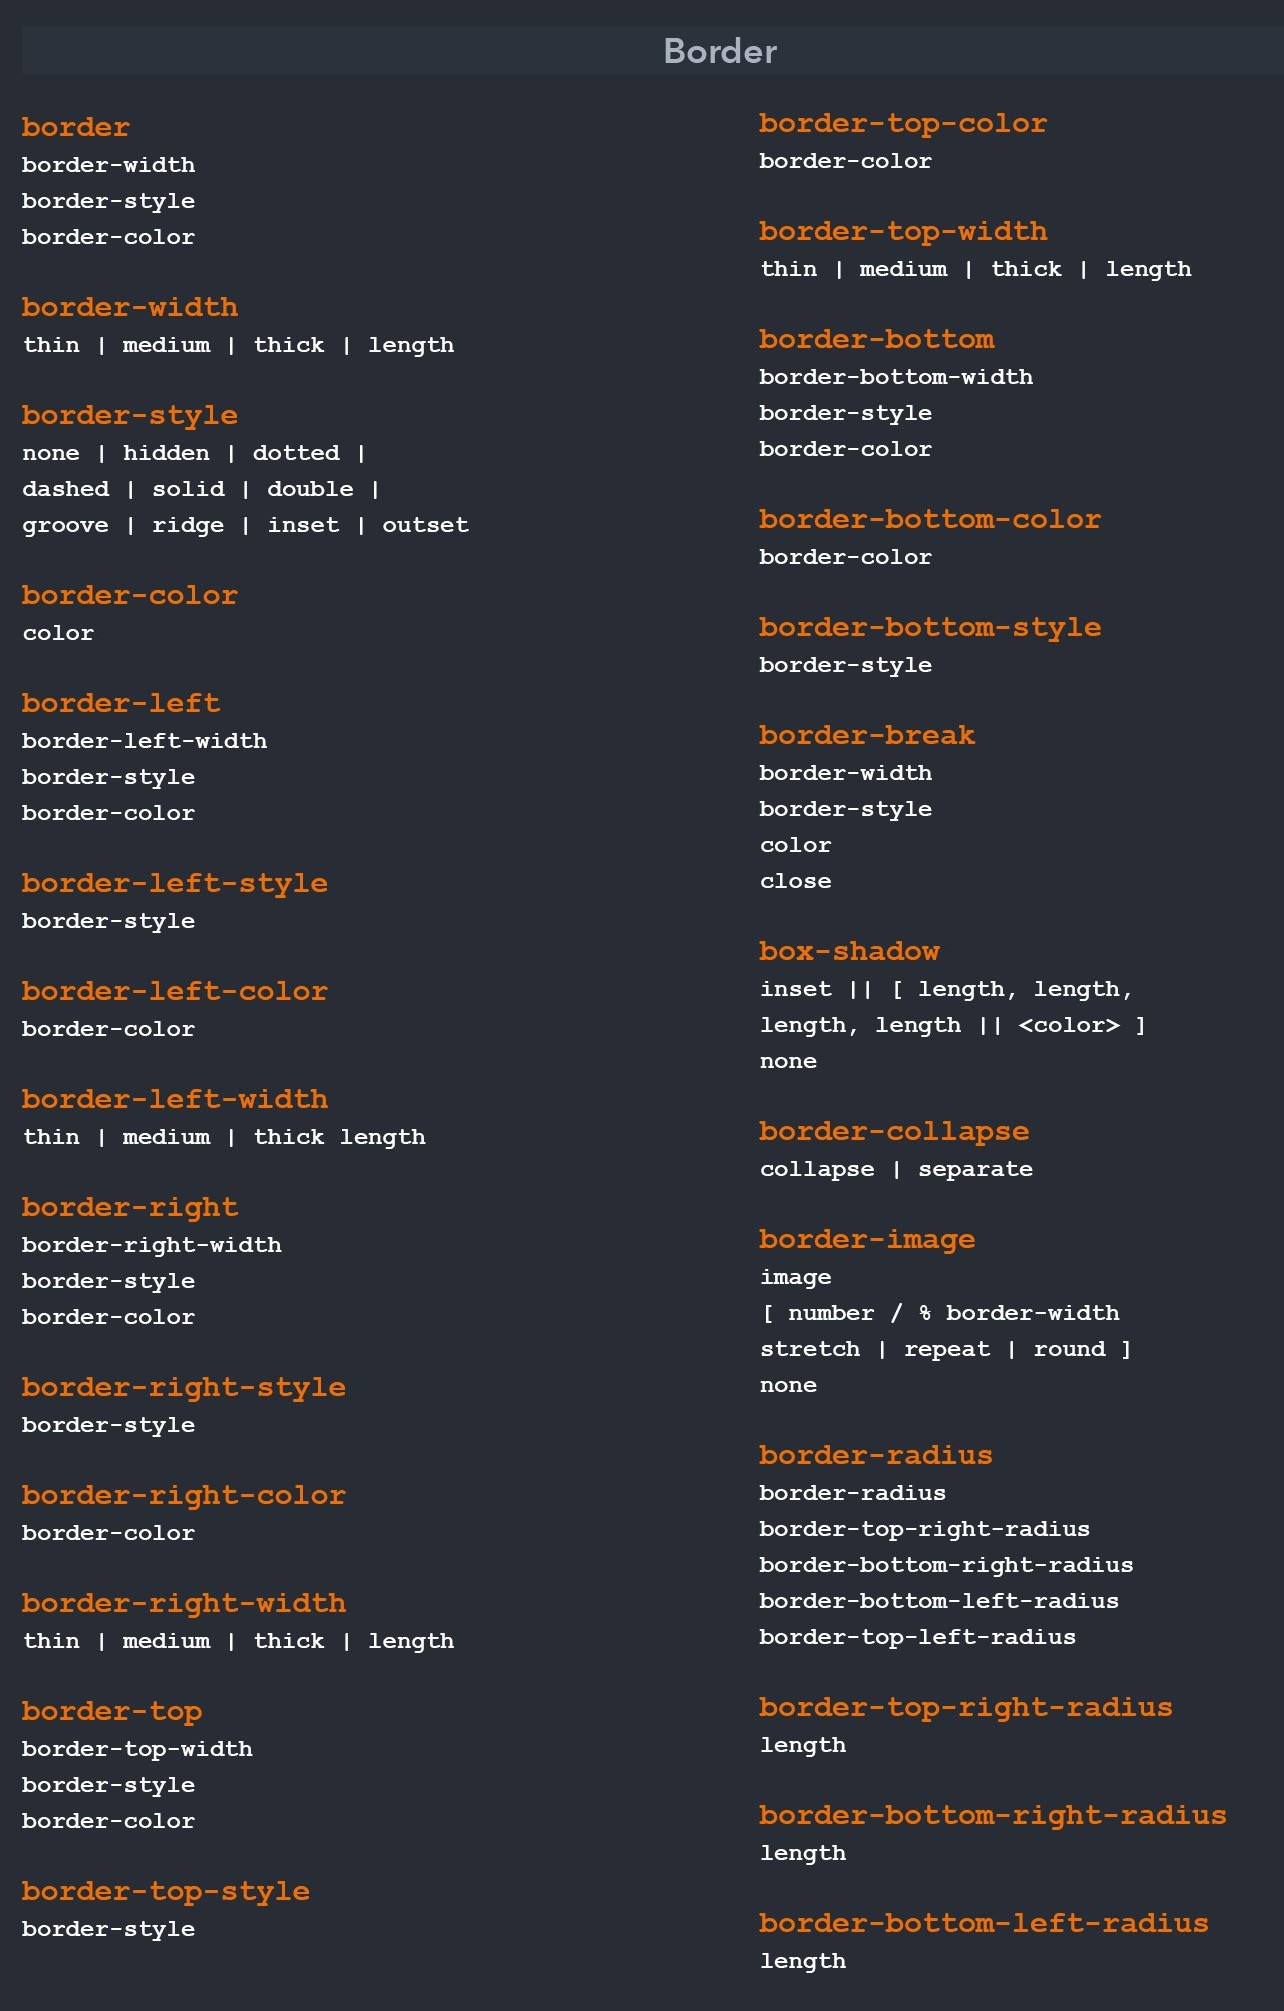 Border
border
border-width
border-style
border-color
border-width
thin | medium | thick | length
border-style
none | hidden | dotted |
dashed | solid | double |
groove | ridge | inset | outset
border-color
color
border-left
border-left-width
border-style
border-color
border-left-style
border-style
border-left-color
border-color
border-left-width
thin | medium | thick length
border-right
border-right-width
border-style
border-color
border-right-style
border-style
border-right-color
border-color
border-right-width
thin | medium | thick | length
border-top
border-top-width
border-style
border-color
border-top-style
border-style
border-top-color
border-color
border-top-width
thin | medium | thick | length
border-bottom
border-bottom-width
border-style
border-color
border-bottom-color
border-color
border-bottom-style
border-style
border-break
border-width
border-style
color
close
box-shadow
inset || [ length, length,
length, length || <color> ]
none
border-collapse
collapse | separate
border-image
image
[ number / % border-width
stretch | repeat | round ]
none
border-radius
border-radius
border-top-right-radius
border-bottom-right-radius
border-bottom-left-radius
border-top-left-radius
border-top-right-radius
length
border-bottom-right-radius
length
border-bottom-left-radius
length